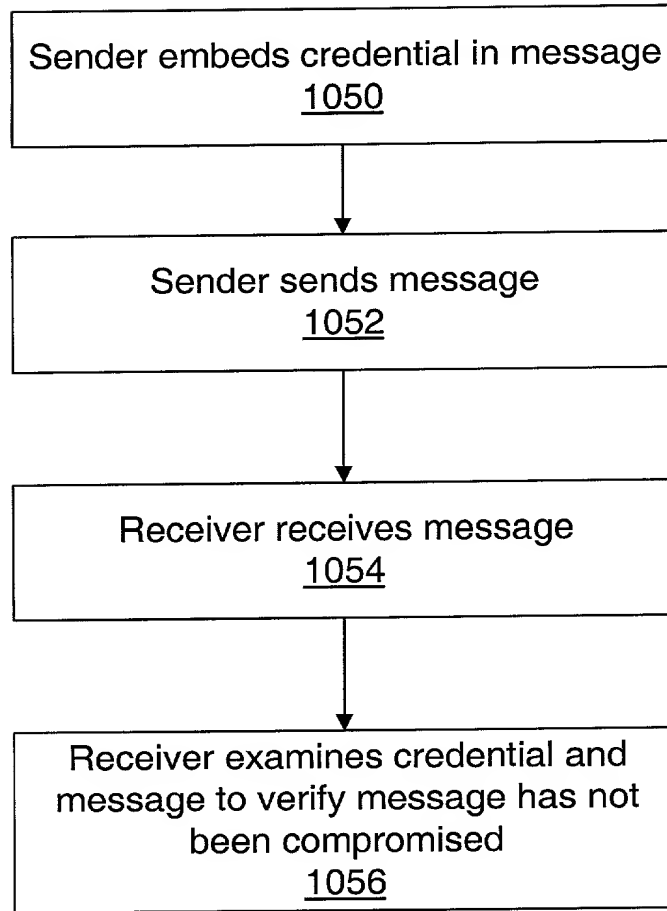 Sender embeds credential in message
1050
Sender sends message
1052
Receiver receives message
1054
Receiver examines credential and
message to verify message has not
been compromised
1056